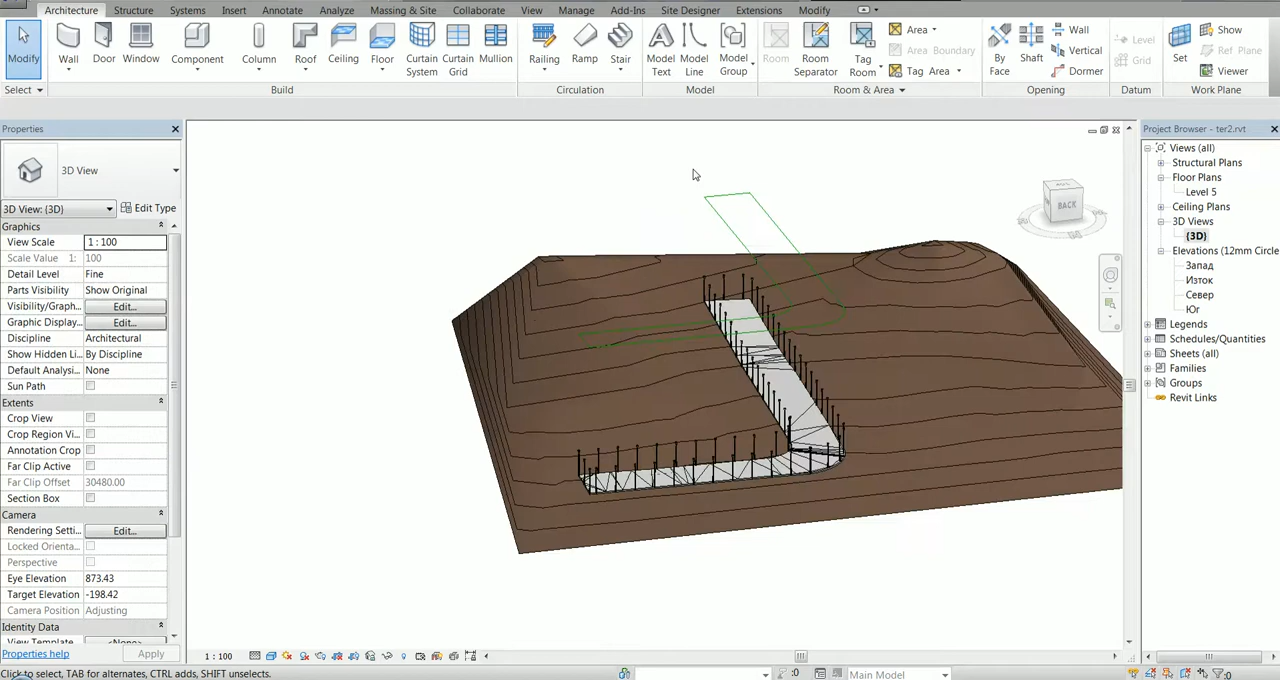 Architecture Structure Systems Insert Annotate Analyze Massing & Site Collaborate View Manage Add-Ins Site Designer Extensions Modify
Modify Wall Door Window Component Column Roof Ceiling Floor Curtain System Curtain Grid Mullion Railing Ramp Stair Model Text Model Line Model Group Room Room Separator Tag Room Area Area Boundary Tag Area By Face Shaft Wall Vertical Dormer Level Grid Set Show Ref Plane Viewer
Select Build Circulation Model Room & Area Opening Datum Work Plane
Properties
3D View
3D View: {3D} Edit Type
Graphics
View Scale 1 : 100
Scale Value 1: 100
Detail Level Fine
Parts Visibility Show Original
Visibility/Graph... Edit...
Graphic Display... Edit...
Discipline Architectural
Show Hidden Li... By Discipline
Default Analysi... None
Sun Path
Extents
Crop View
Crop Region Vi...
Annotation Crop
Far Clip Active
Far Clip Offset 30480.00
Section Box
Camera
Rendering Setti... Edit...
Locked Orienta...
Perspective
Eye Elevation 873.43
Target Elevation -198.42
Camera Position Adjusting
Identity Data
View Template <None>
Properties help Apply
BACK
Project Browser - ter2.rvt
Views (all)
Structural Plans
Floor Plans
Level 5
Ceiling Plans
3D Views
{3D}
Elevations (12mm Circle
Запад
Изток
Север
Юг
Legends
Schedules/Quantities
Sheets (all)
Families
Groups
Revit Links
1 : 100
Click to select, TAB for alternates, CTRL adds, SHIFT unselects.
:0 Main Model :0